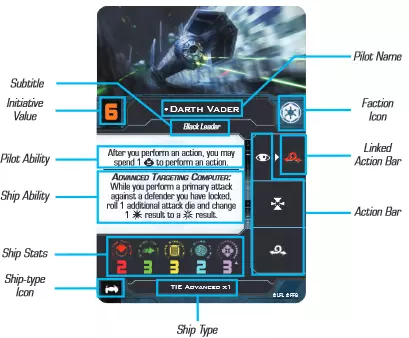 Pilot Name
Subtitle
Initiative
Value
6
• DARTH VADER
Black Leader
Faction
Icon
Pilot Ability
After you perform an action, you may
spend 1 to perform an action.
Linked
Action Bar
Ship Ability
ADVANCED TARGETING COMPUTER:
While you perform a primary attack
against a defender you have locked,
roll 1 additional attack die and change
1 result to a result.
Action Bar
Ship Stats
2 3 3 2 3
Ship-type
Icon
TIE ADVANCED X1
©LFL ©FFG
Ship Type